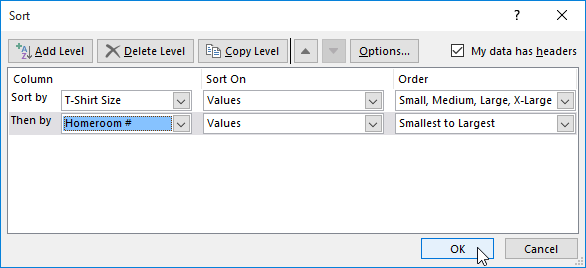 Sort ? ×
Add Level Delete Level Copy Level Options... My data has headers
Column Sort On Order
Sort by T-Shirt Size Values Small, Medium, Large, X-Large
Then by Homeroom # Values Smallest to Largest
OK Cancel